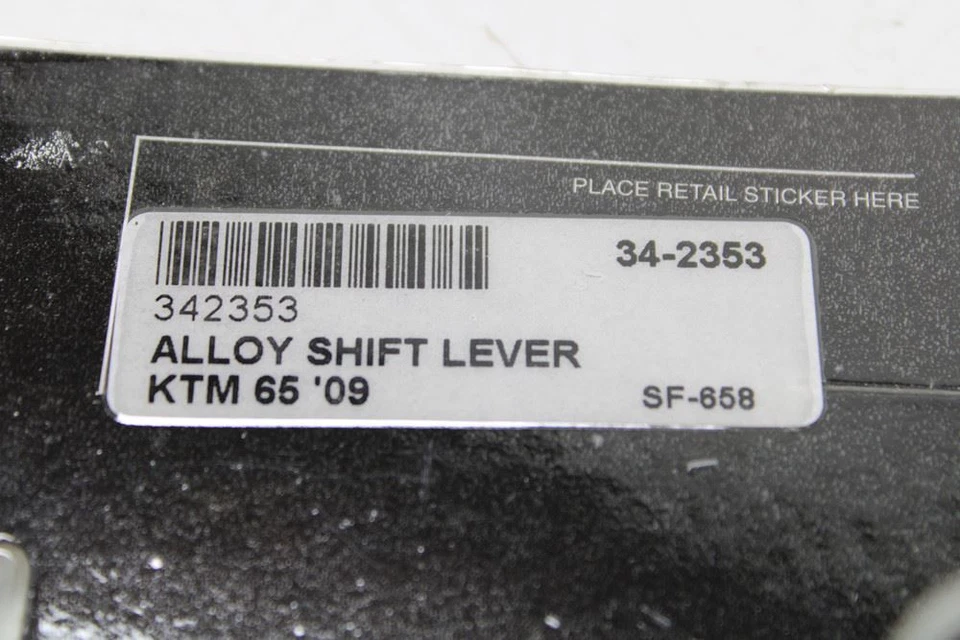 PLACE RETAIL STICKER HERE
34-2353
342353
ALLOY SHIFT LEVER
KTM 65 '09
SF-658